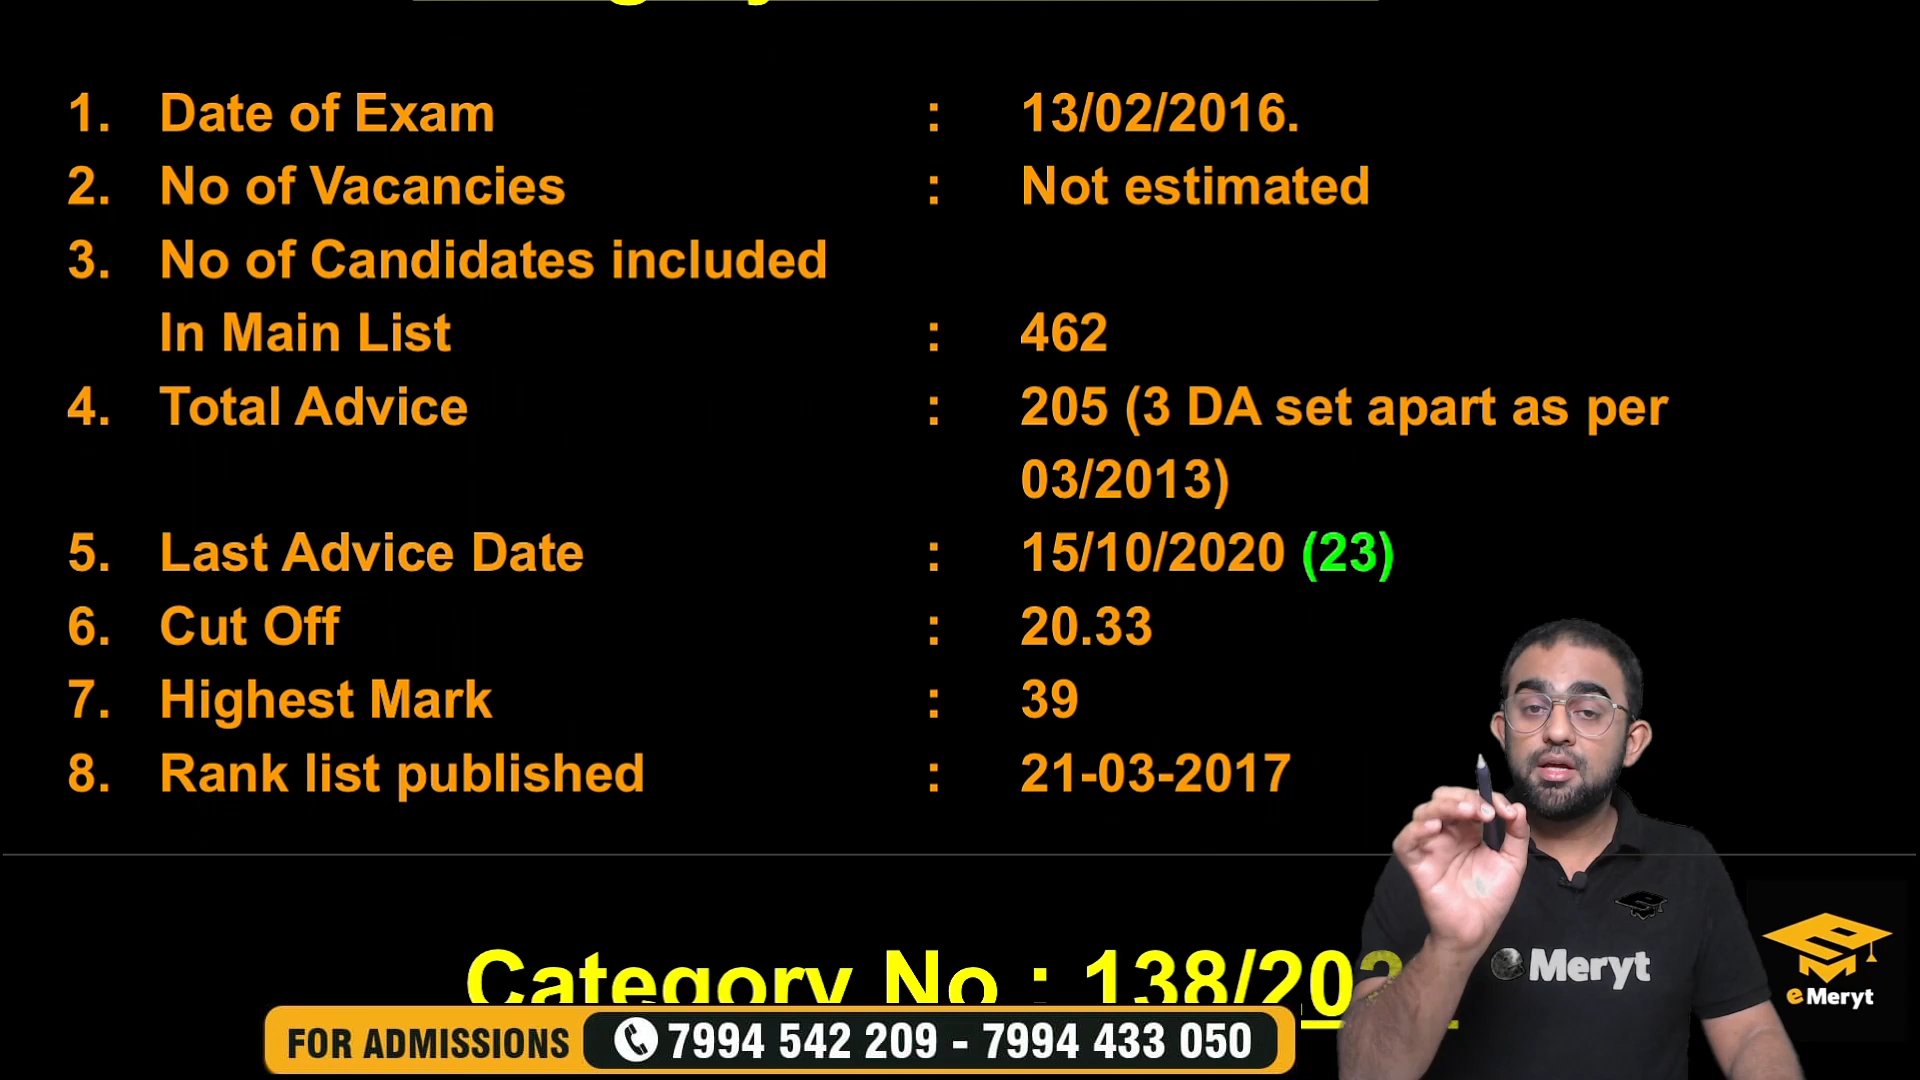 1. Date of Exam : 13/02/2016.
2. No of Vacancies : Not estimated
3. No of Candidates included
In Main List : 462
4. Total Advice : 205 (3 DA set apart as per
03/2013)
5. Last Advice Date : 15/10/2020 (23)
6. Cut Off : 20.33
7. Highest Mark : 39
8. Rank list published : 21-03-2017
Category No :
FOR ADMISSIONS 7994 542 209 - 7994 433 050
Meryt
eMeryt